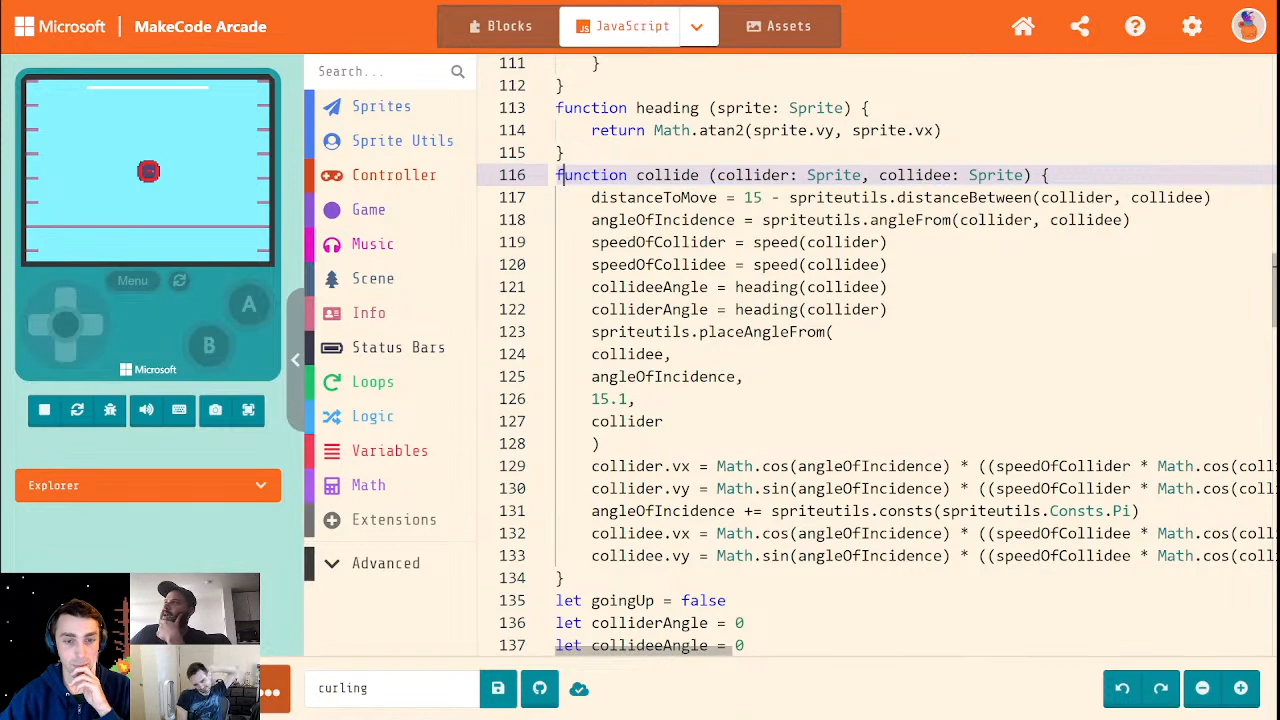 Microsoft | MakeCode Arcade
Blocks
JavaScript
Assets
Search...
Sprites
Sprite Utils
Controller
Game
Music
Scene
Info
Status Bars
Loops
Logic
Variables
Math
Extensions
Advanced
Menu
A
B
Microsoft
Explorer
111 }
112 }
113 function heading (sprite: Sprite) {
114 return Math.atan2(sprite.vy, sprite.vx)
115 }
116 function collide (collider: Sprite, collidee: Sprite) {
117 distanceToMove = 15 - spriteutils.distanceBetween(collider, collidee)
118 angleOfIncidence = spriteutils.angleFrom(collider, collidee)
119 speedOfCollider = speed(collider)
120 speedOfCollidee = speed(collidee)
121 collideeAngle = heading(collidee)
122 colliderAngle = heading(collider)
123 spriteutils.placeAngleFrom(
124 collidee,
125 angleOfIncidence,
126 15.1,
127 collider
128 )
129 collider.vx = Math.cos(angleOfIncidence) * ((speedOfCollider * Math.cos(coll
130 collider.vy = Math.sin(angleOfIncidence) * ((speedOfCollider * Math.cos(coll
131 angleOfIncidence += spriteutils.consts(spriteutils.Consts.Pi)
132 collidee.vx = Math.cos(angleOfIncidence) * ((speedOfCollidee * Math.cos(coll
133 collidee.vy = Math.sin(angleOfIncidence) * ((speedOfCollidee * Math.cos(coll
134 }
135 let goingUp = false
136 let colliderAngle = 0
137 let collideeAngle = 0
curling